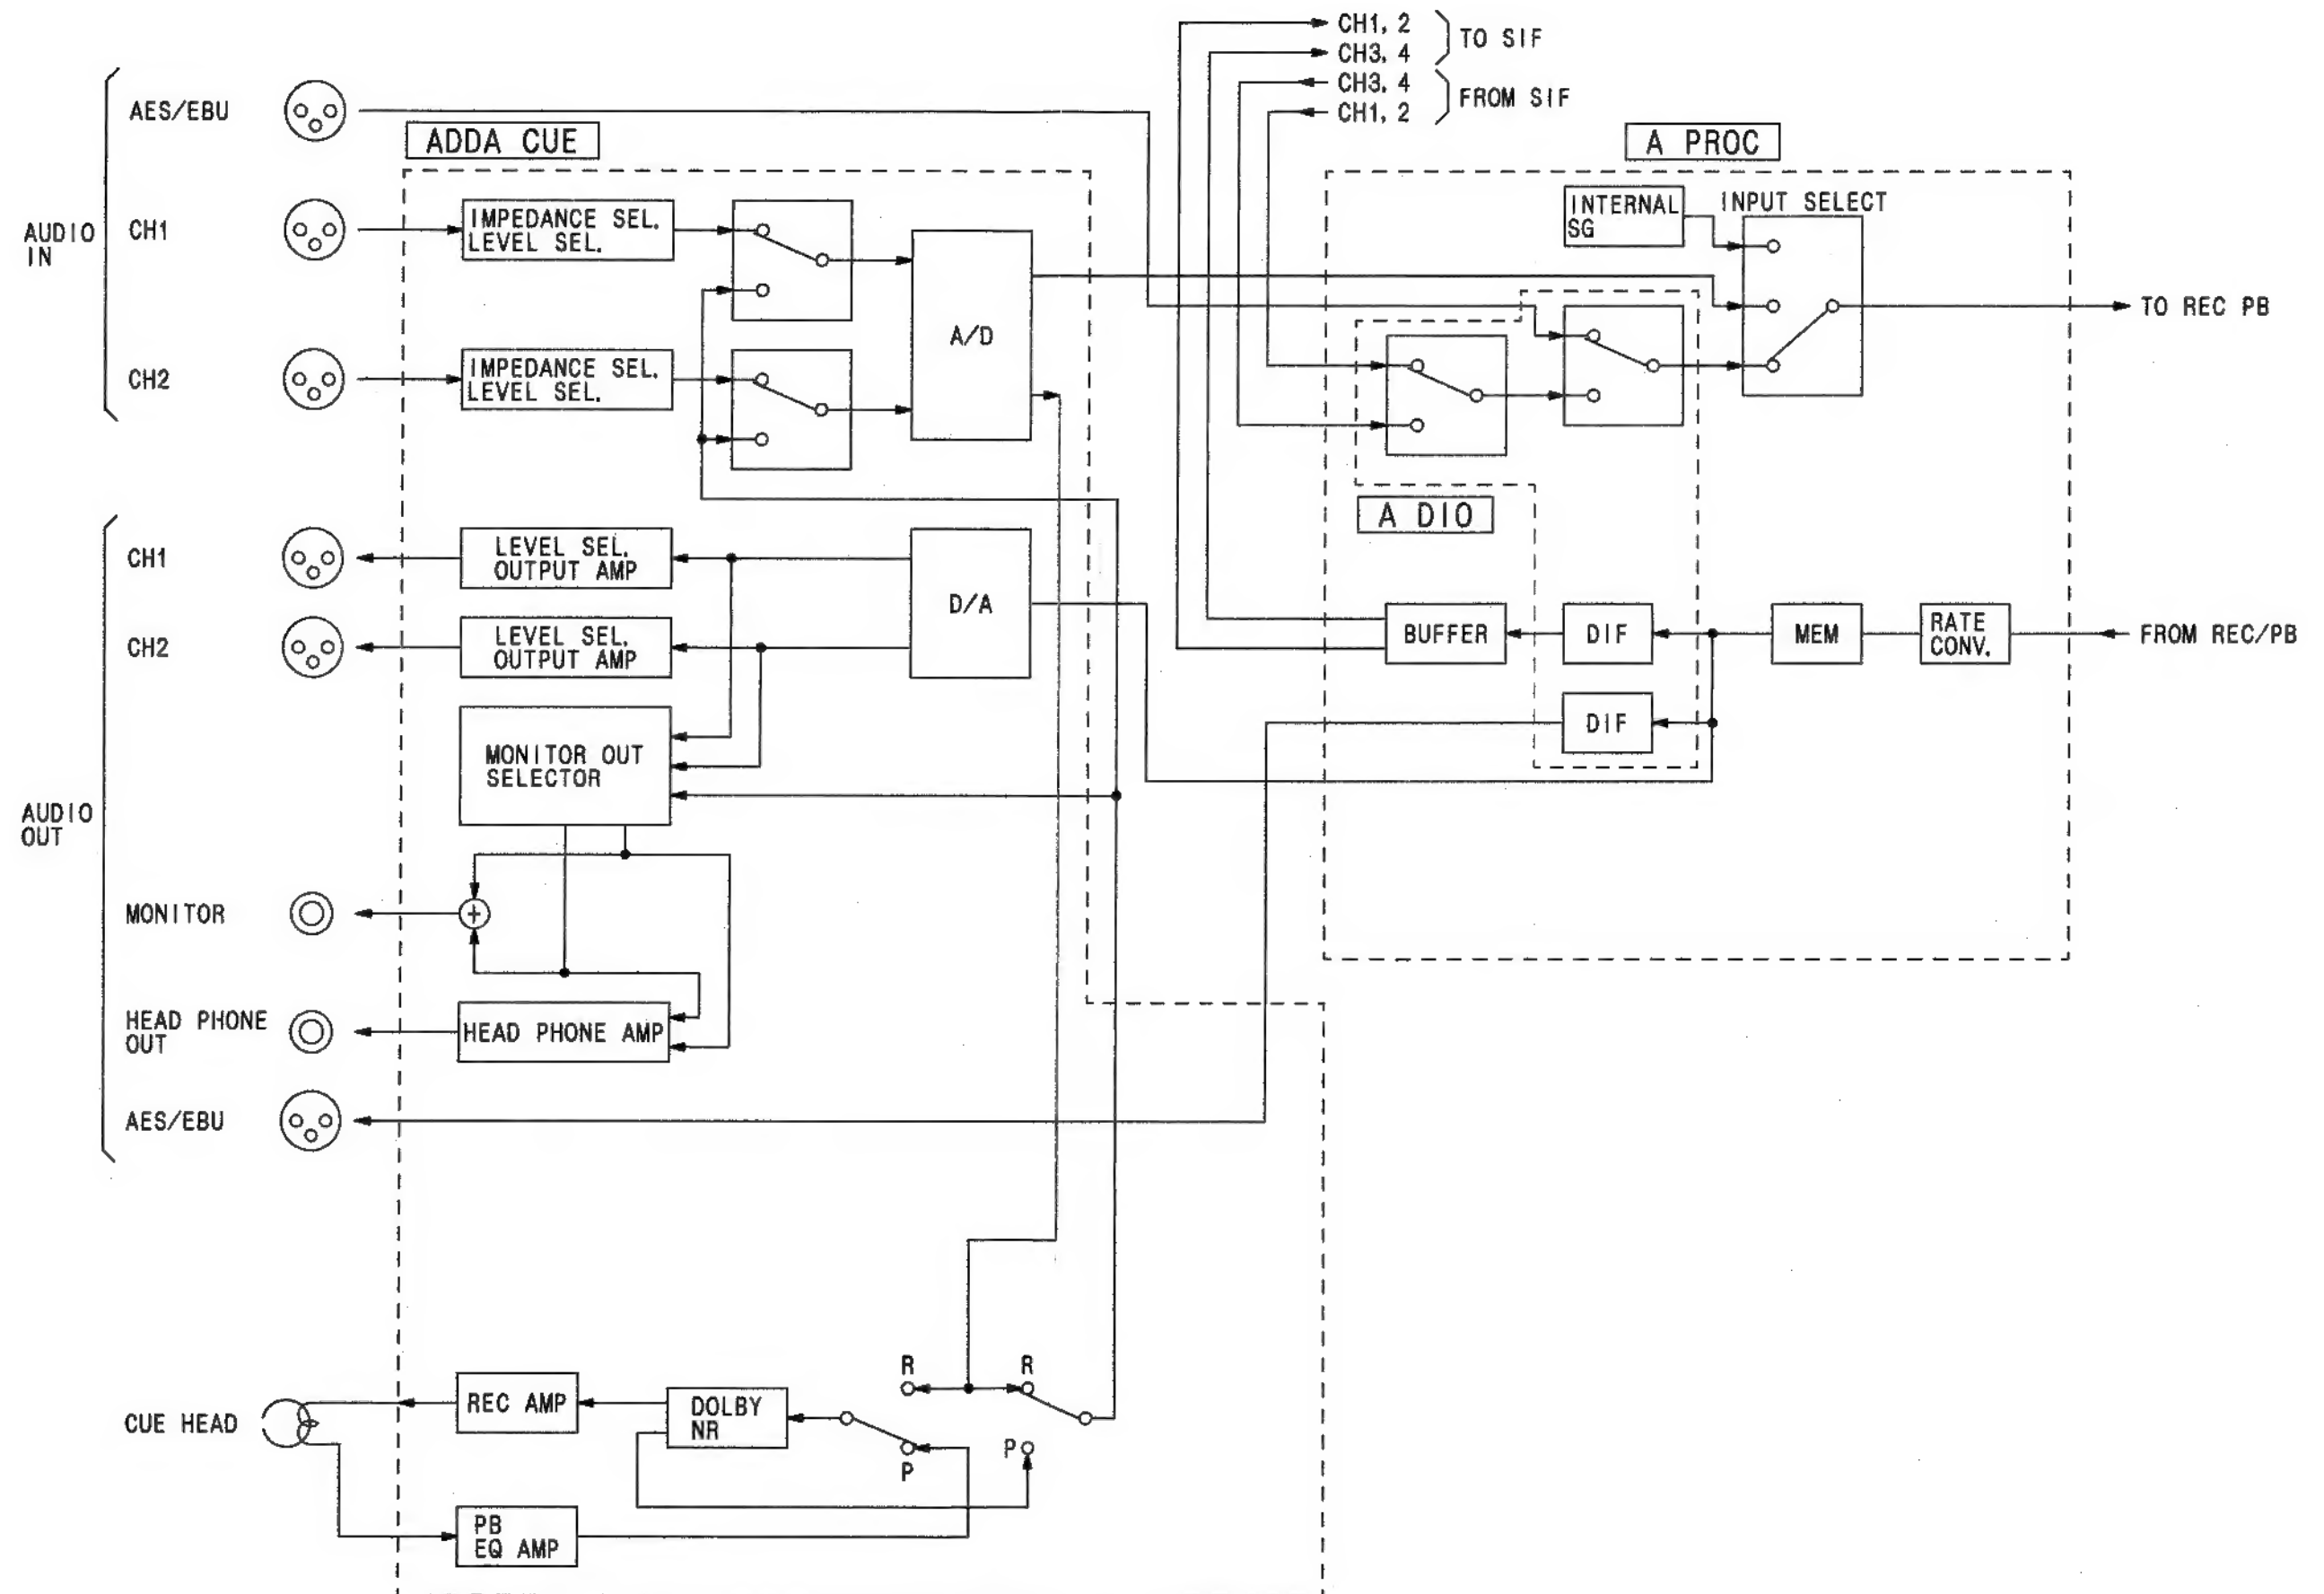 CH1, 2
CH3, 4
TO SIF
CH3, 4
CH1, 2
FROM SIF
AES/EBU
ADDA CUE
A PROC
AUDIO
IN
CH1
IMPEDANCE SEL.
LEVEL SEL.
INTERNAL
SG
INPUT SELECT
A/D
TO REC PB
CH2
IMPEDANCE SEL.
LEVEL SEL.
A DIO
CH1
LEVEL SEL.
OUTPUT AMP
D/A
CH2
LEVEL SEL.
OUTPUT AMP
BUFFER
DIF
MEM
RATE
CONV.
FROM REC/PB
DIF
MONITOR OUT
SELECTOR
AUDIO
OUT
MONITOR
+
HEAD PHONE
OUT
HEAD PHONE AMP
AES/EBU
R
R
CUE HEAD
REC AMP
DOLBY
NR
P
P
PB
EQ AMP